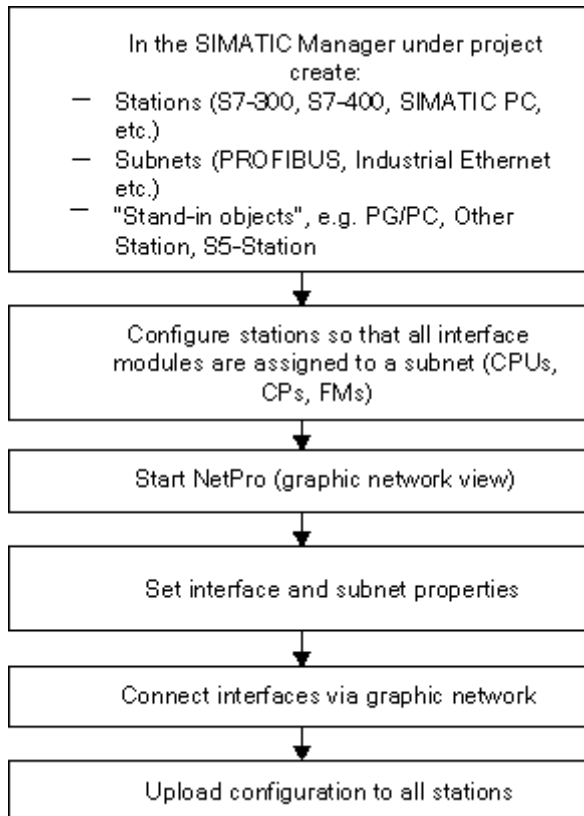 In the SIMATIC Manager under project
create:
— Stations (S7-300, S7-400, SIMATIC PC,
etc.)
— Subnets (PROFIBUS, Industrial Ethernet
etc.)
— "Stand-in objects", e.g. PG/PC, Other
Station, S5-Station
Configure stations so that all interface
modules are assigned to a subnet (CPUs,
CPs, FMs)
Start NetPro (graphic network view)
Set interface and subnet properties
Connect interfaces via graphic network
Upload configuration to all stations